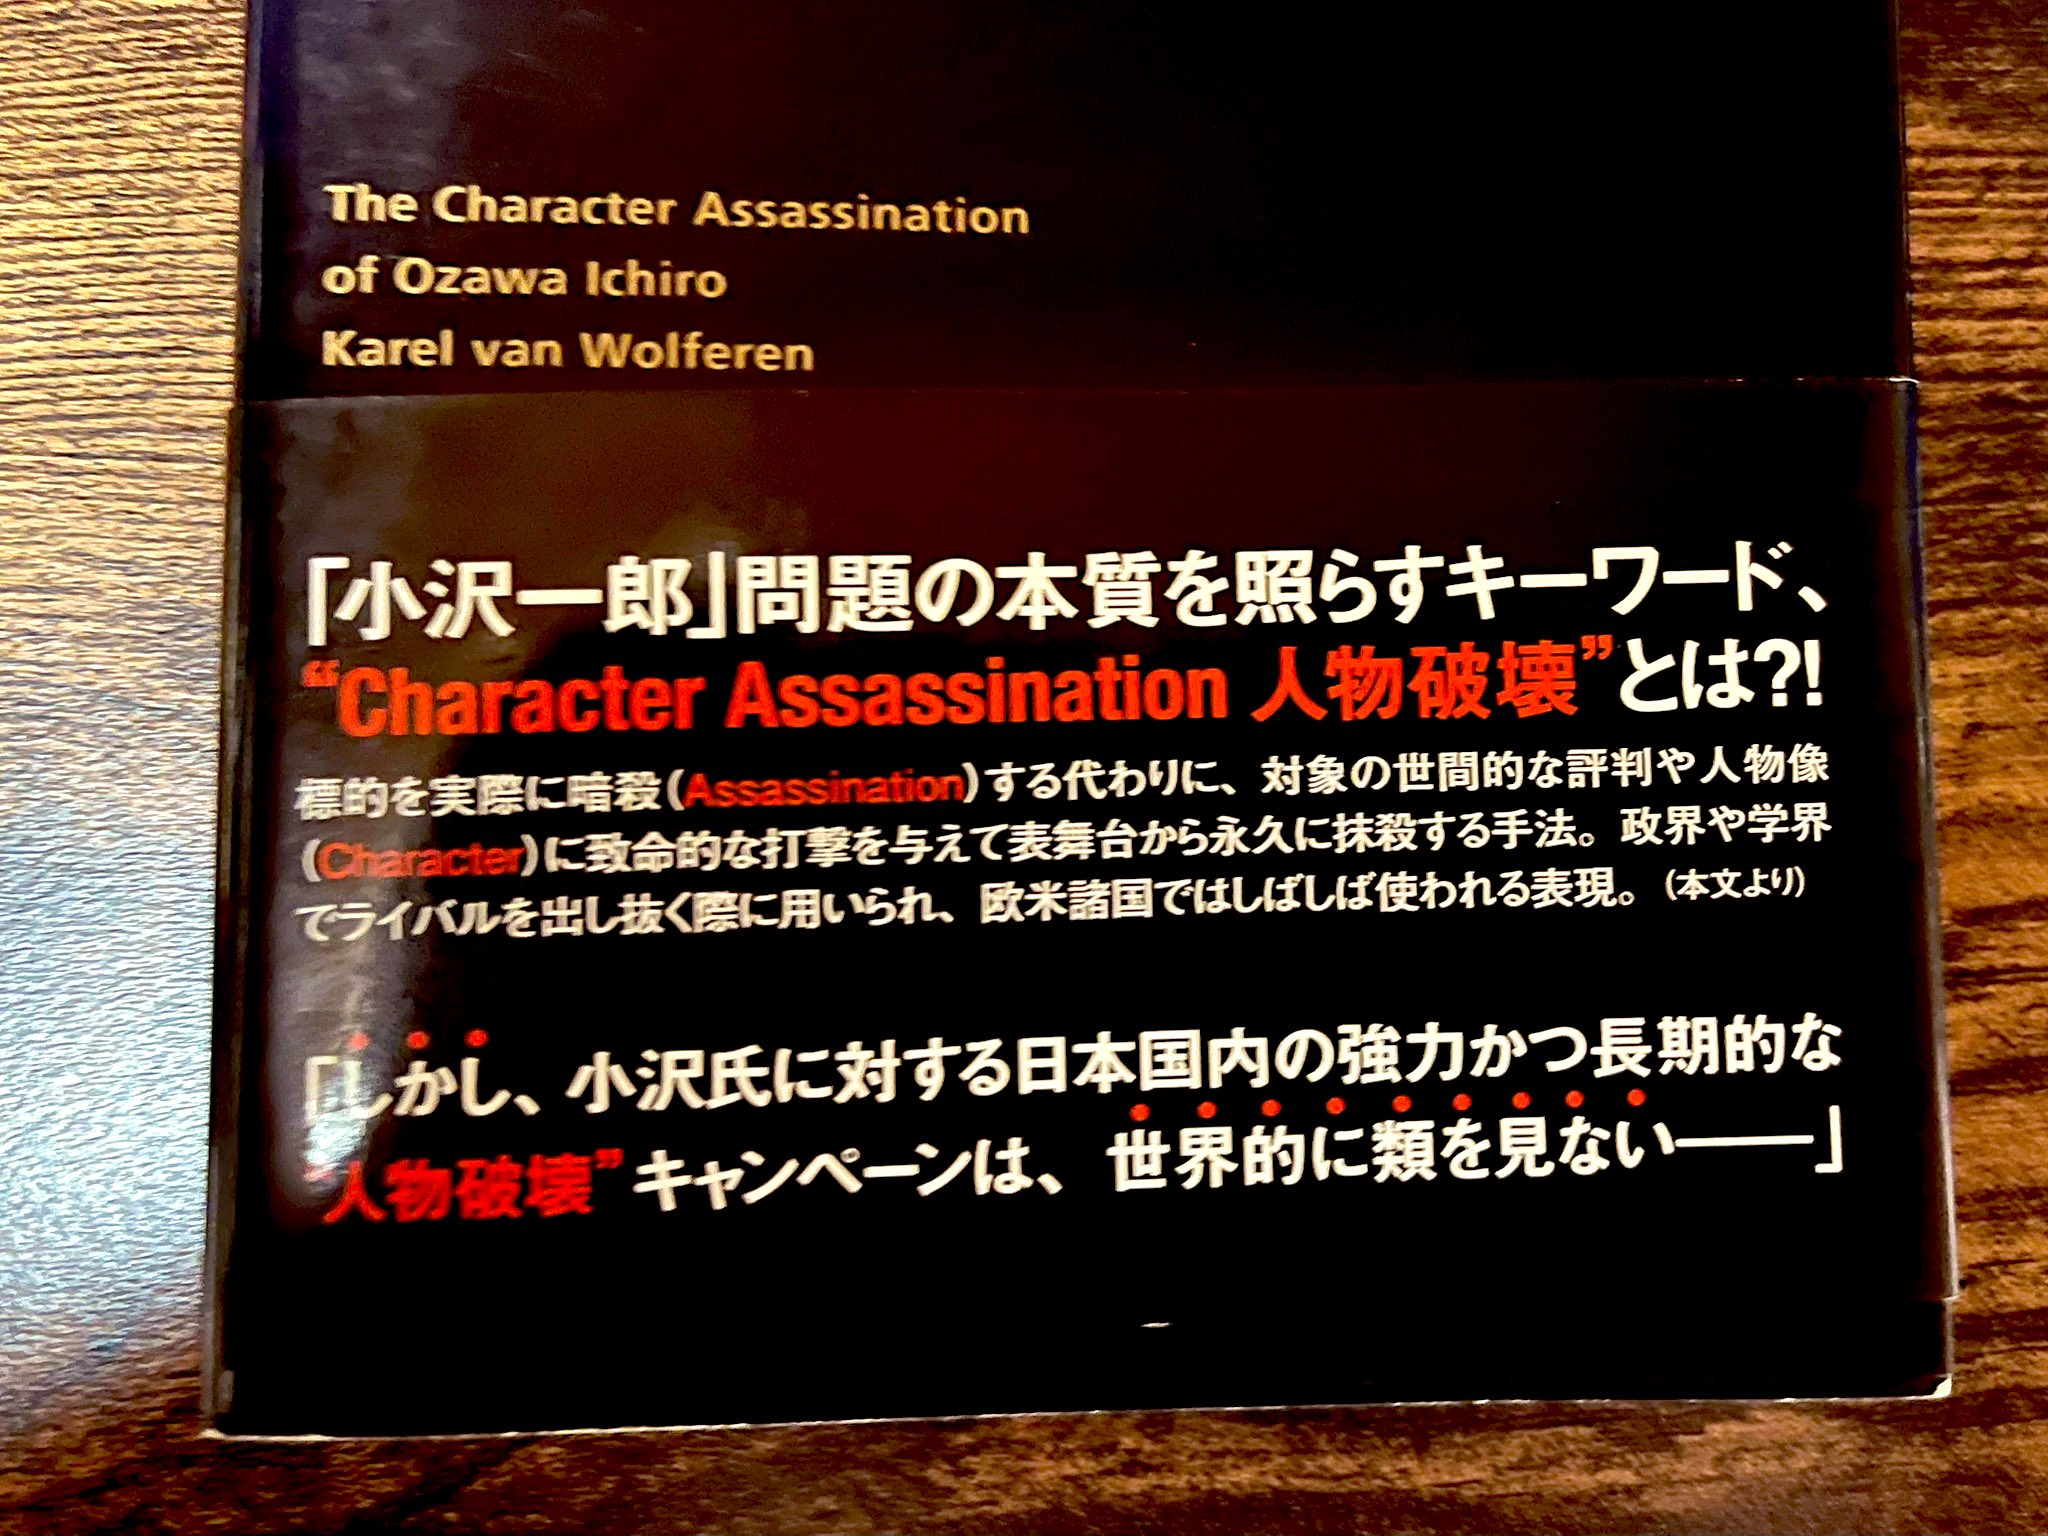 The Character Assassination
of Ozawa Ichiro
Karel van Wolferen
「小沢一郎」問題の本質を照らすキーワード、
“Character Assassination 人物破壊”とは?!
標的を実際に暗殺(Assassination)する代わりに、対象の世間的な評判や人物像
(Character)に致命的な打撃を与えて表舞台から永久に抹殺する手法。政界や学界
でライバルを出し抜く際に用いられ、欧米諸国ではしばしば使われる表現。(本文より)
「しかし、小沢氏に対する日本国内の強力かつ長期的な
“人物破壊”キャンペーンは、世界的に類を見ない――」